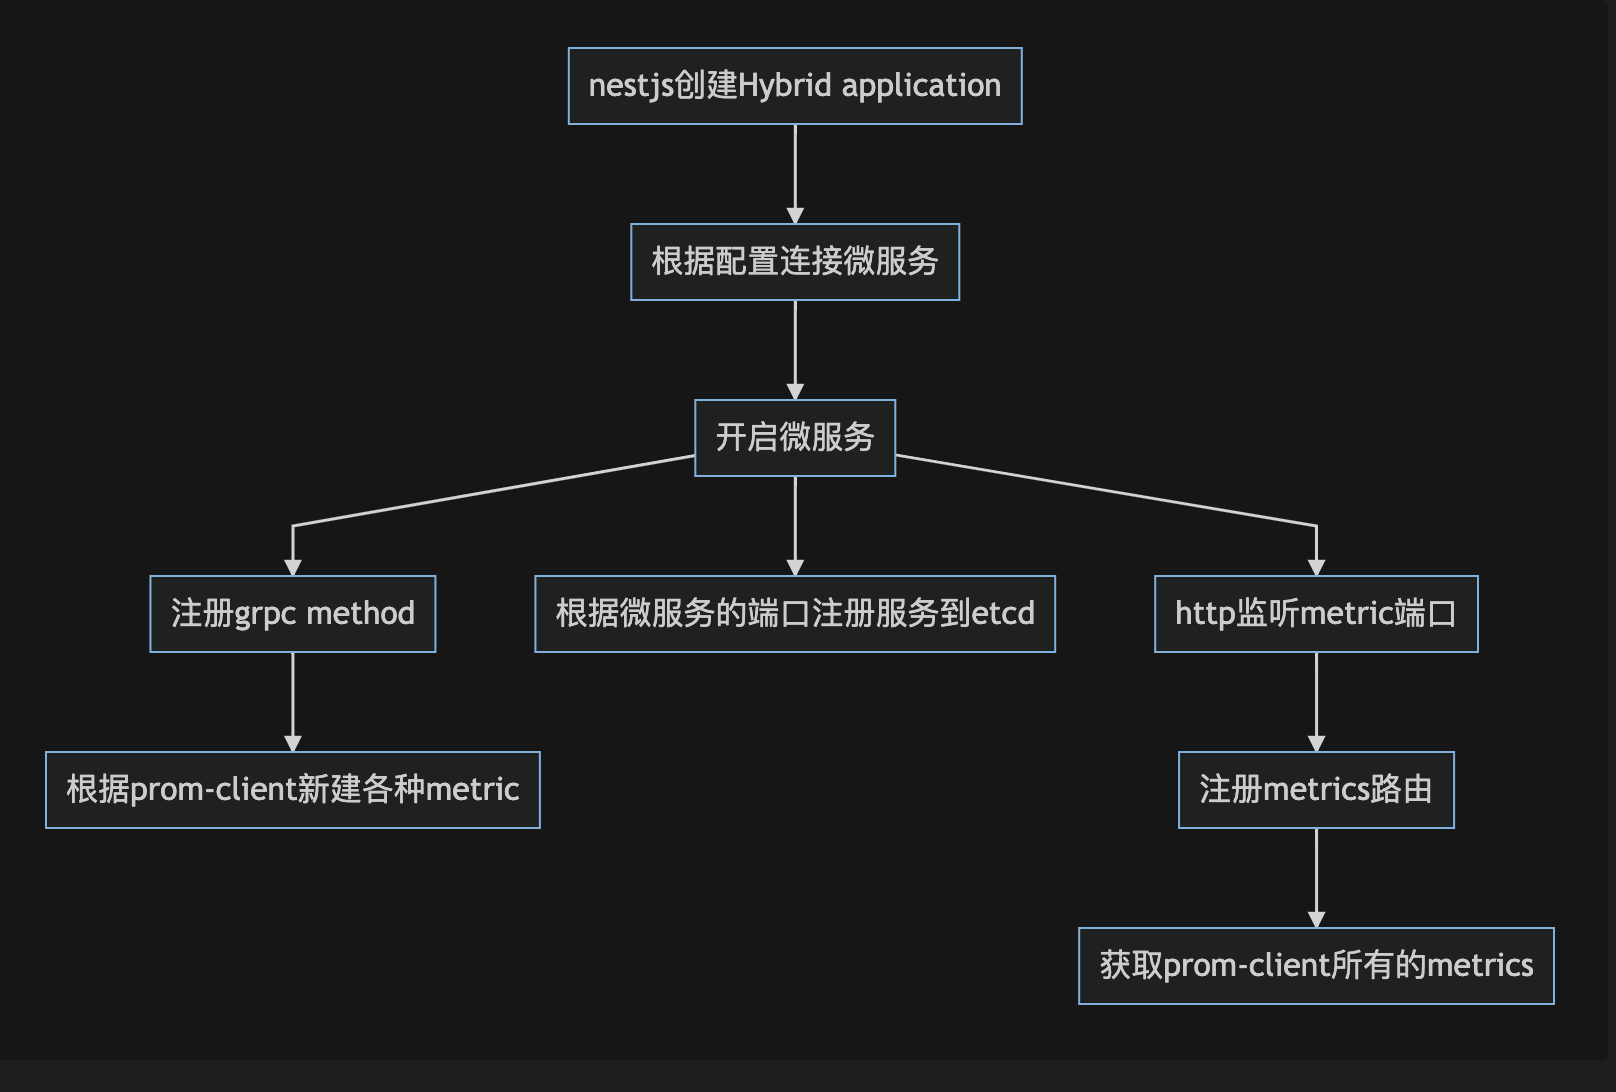 nestjs创建Hybrid application
根据配置连接微服务
开启微服务
注册grpc method
根据微服务的端口注册服务到etcd
http监听metric端口
根据prom-client新建各种metric
注册metrics路由
获取prom-client所有的metrics